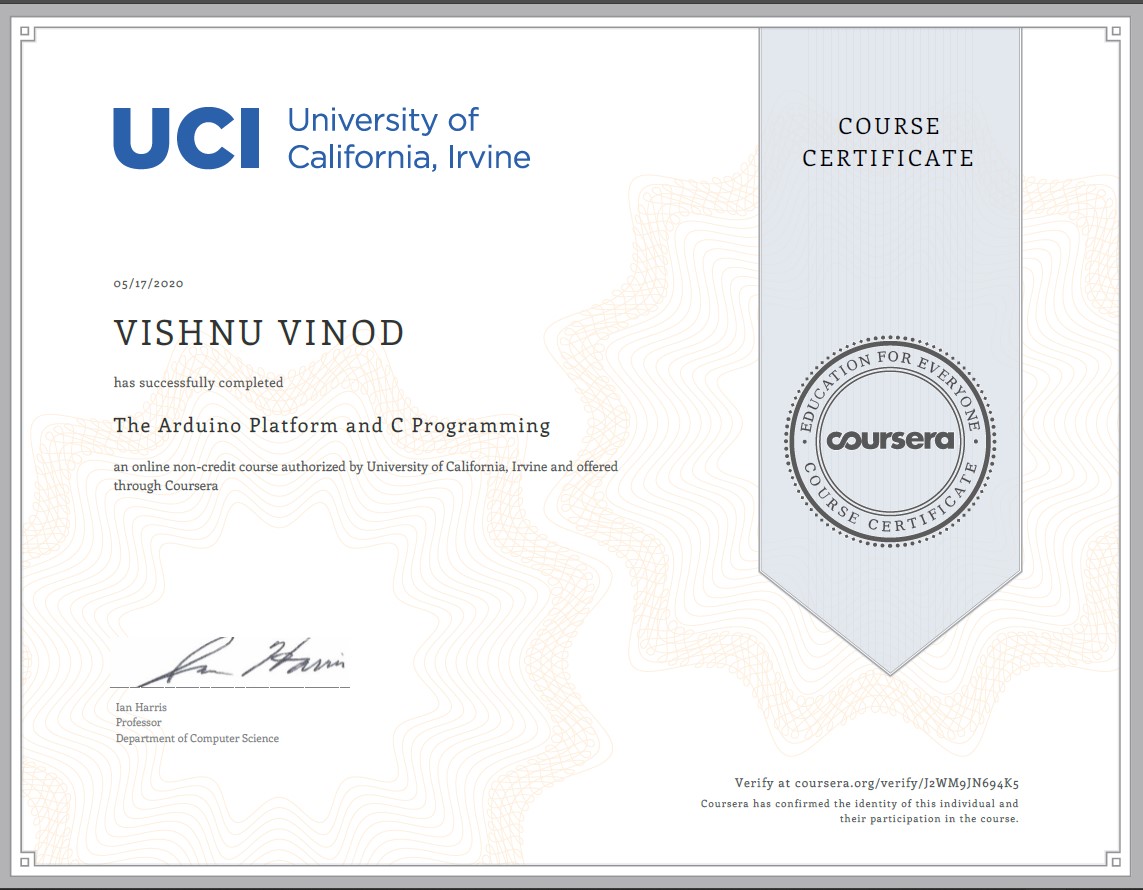 UCI University of
California, Irvine
COURSE
CERTIFICATE
05/17/2020
VISHNU VINOD
has successfully completed
The Arduino Platform and C Programming
an online non-credit course authorized by University of California, Irvine and offered
through Coursera
EDUCATION FOR EVERYONE
coursera
COURSE CERTIFICATE
Ian Harris
Ian Harris
Professor
Department of Computer Science
Verify at coursera.org/verify/J2WM9JN694K5
Coursera has confirmed the identity of this individual and
their participation in the course.